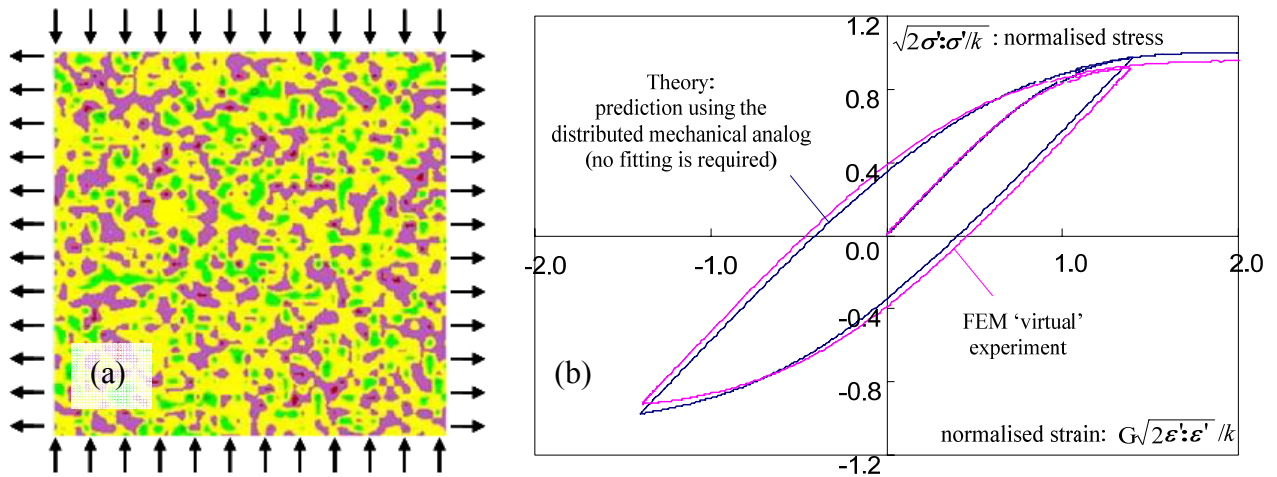 (a)
(b)
1.2
√2σ':σ'/k : normalised stress
Theory:
prediction using the
distributed mechanical analog
(no fitting is required)
0.8
0.4
0.0
-2.0
-1.0
1.0
2.0
-0.4
FEM ‘virtual’
experiment
-0.8
normalised strain: G√2ε':ε' /k
-1.2